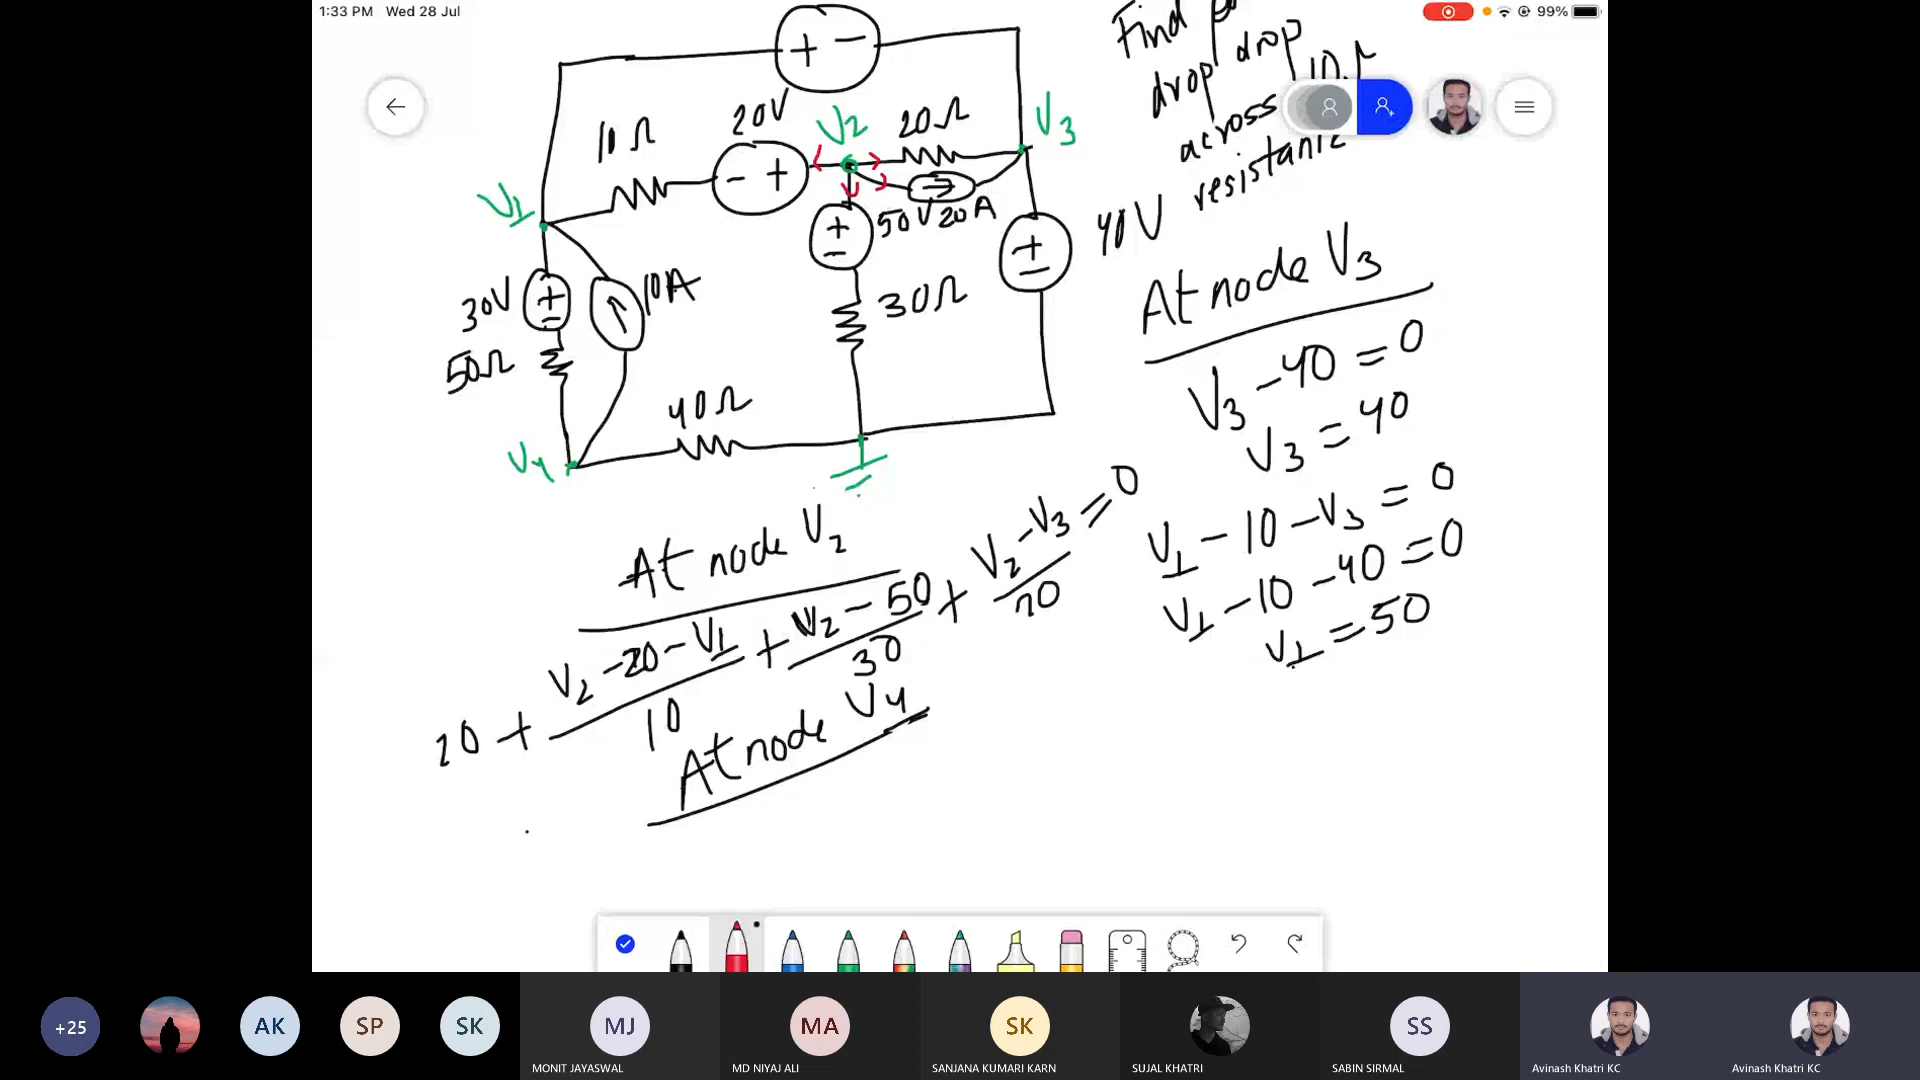 1:33 PM Wed 28 Jul
99%
Find
drop drop
across 10
resistanc
10Ω
20V
V2
20Ω
V3
V1
50V 20A
40V
30V
10A
30Ω
50Ω
40Ω
V4
At node V3
V3 - 40 = 0
V3 = 40
V1 - 10 - V3 = 0
V1 - 10 - 40 = 0
V1 = 50
At node V2
20 + V2 - 20 - V1 / 10 + V2 - 50 / 30 + V2 - V3 / 20 = 0
At node V4
+25
AK
SP
SK
MJ
MONIT JAYASWAL
MA
MD NIYAJ ALI
SK
SANJANA KUMARI KARN
SUJAL KHATRI
SS
SABIN SIRMAL
Avinash Khatri KC
Avinash Khatri KC